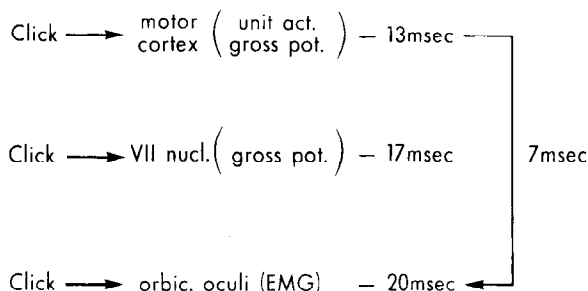 Click → motor cortex ( unit act. gross pot. ) – 13msec
Click → VII nucl. ( gross pot. ) – 17msec
7msec
Click → orbic. oculi (EMG) – 20msec